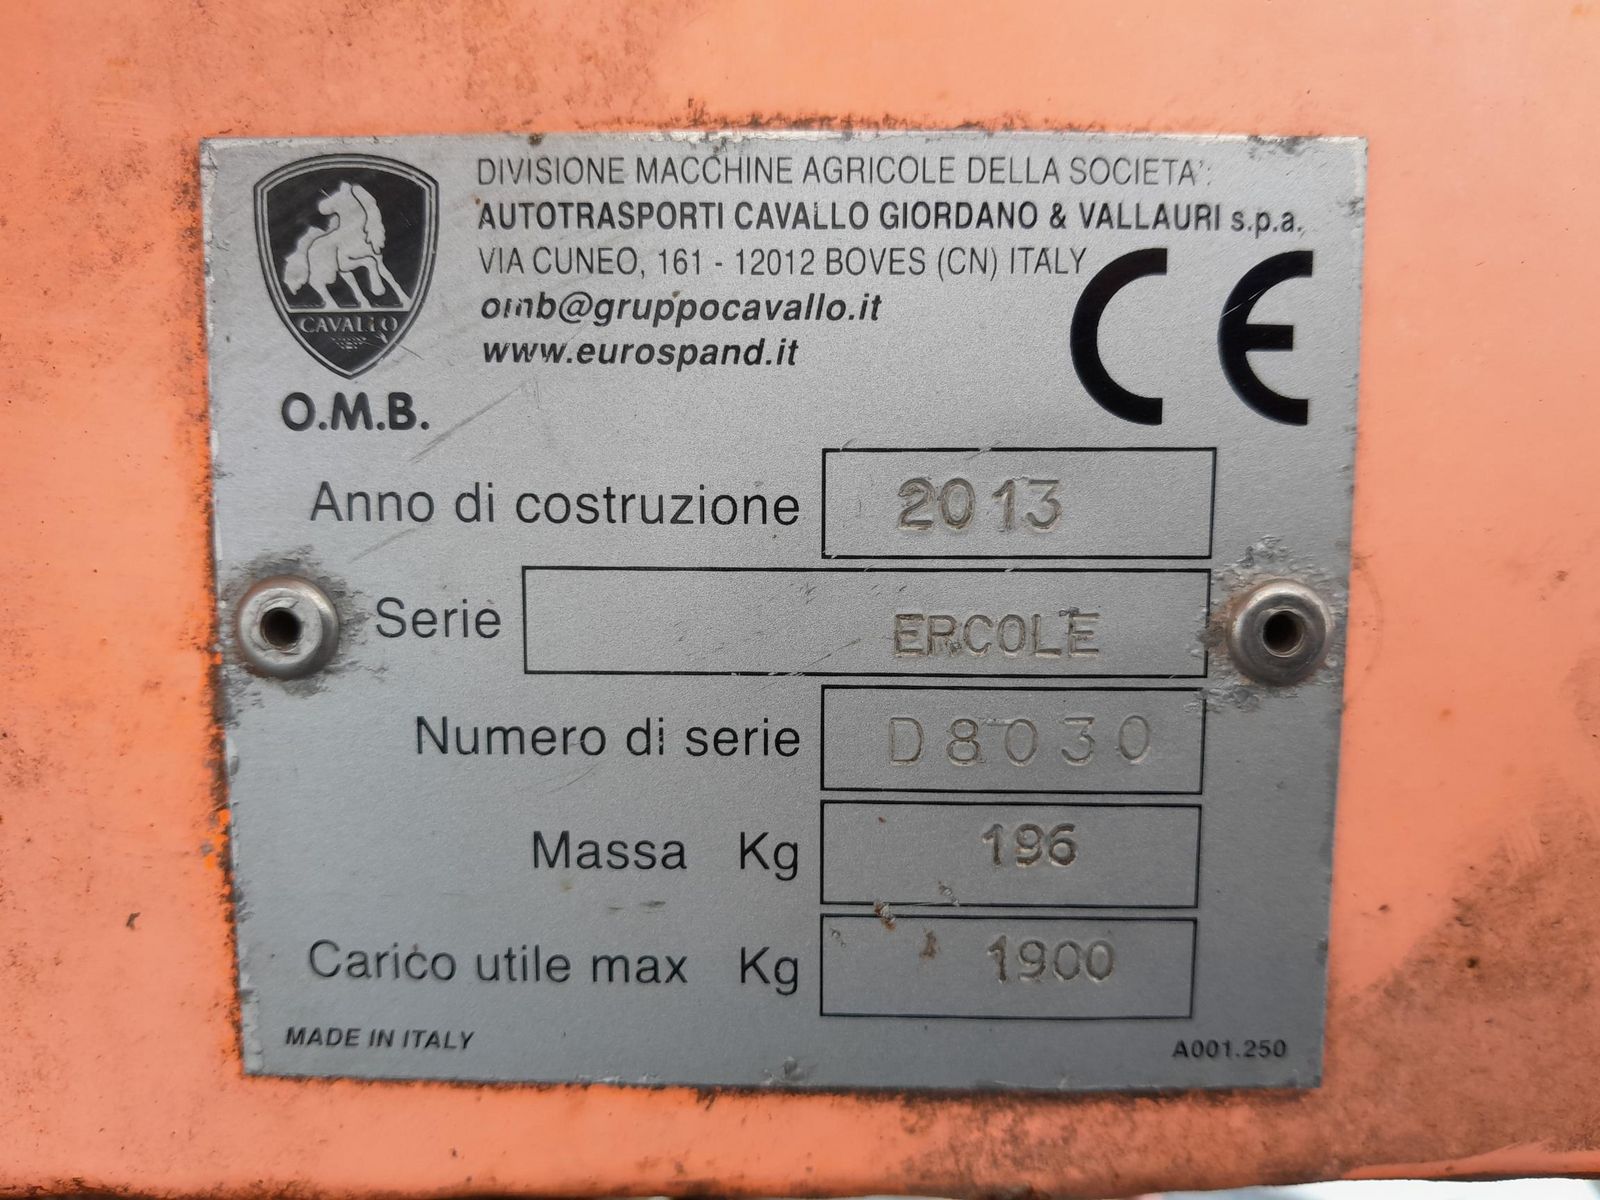 CAVALLO
O.M.B.
DIVISIONE MACCHINE AGRICOLE DELLA SOCIETA':
AUTOTRASPORTI CAVALLO GIORDANO & VALLAURI s.p.a.
VIA CUNEO, 161 - 12012 BOVES (CN) ITALY
omb@gruppocavallo.it
www.eurospand.it
CE
Anno di costruzione 2013
Serie ERCOLE
Numero di serie D8030
Massa Kg 196
Carico utile max Kg 1900
MADE IN ITALY
A001.250